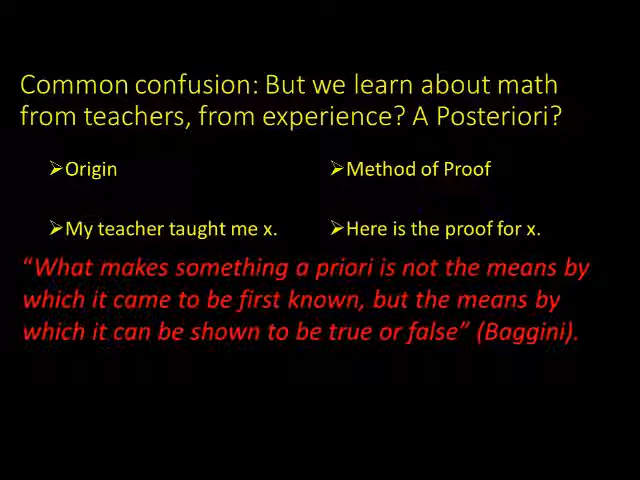 Common confusion: But we learn about math
from teachers, from experience? A Posteriori?
➢Origin
➢Method of Proof
➢My teacher taught me x.
➢Here is the proof for x.
“What makes something a priori is not the means by
which it came to be first known, but the means by
which it can be shown to be true or false” (Baggini).